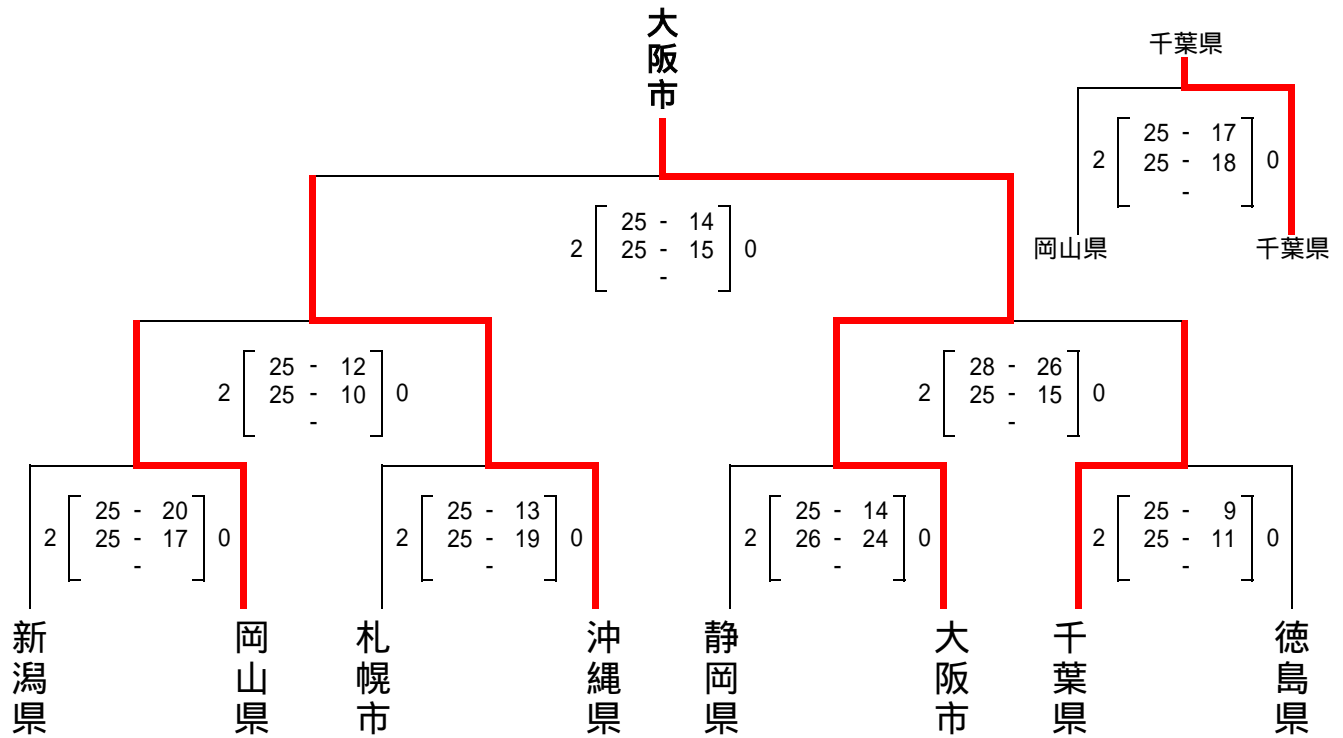 大阪市
千葉県
2 25 - 17 0
25 - 18
-
岡山県 千葉県
2 25 - 14 0
25 - 15
-
2 25 - 12 0
25 - 10
-
2 28 - 26 0
25 - 15
-
2 25 - 20 0
25 - 17
-
2 25 - 13 0
25 - 19
-
2 25 - 14 0
26 - 24
-
2 25 - 9 0
25 - 11
-
新潟県
岡山県
札幌市
沖縄県
静岡県
大阪市
千葉県
徳島県